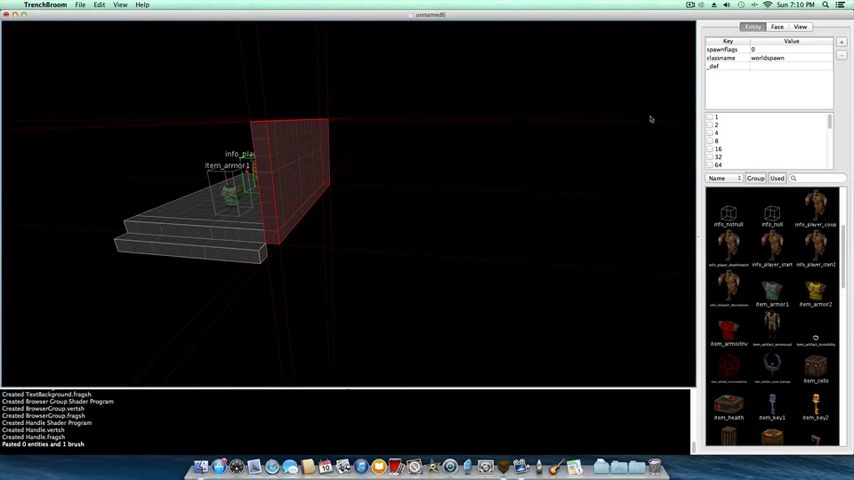 TrenchBroom File Edit View Help
Sun 7:10 PM
unnamed6
Entity Face View
Key Value
spawnflags 0
classname worldspawn
_def
1
2
4
8
16
32
64
Name Group Used
info_pla
item_armor1
info_notnull info_null info_player_coop
info_player_deathmatch info_player_start info_player_start2
item_armor1 item_armor2
item_armorInv
item_cells
item_health item_key1 item_key2
Created TextBackground.fragsh
Created Browser Group Shader Program
Created BrowserGroup.vertsh
Created BrowserGroup.fragsh
Created Handle Shader Program
Created Handle.vertsh
Created Handle.fragsh
Pasted 0 entities and 1 brush